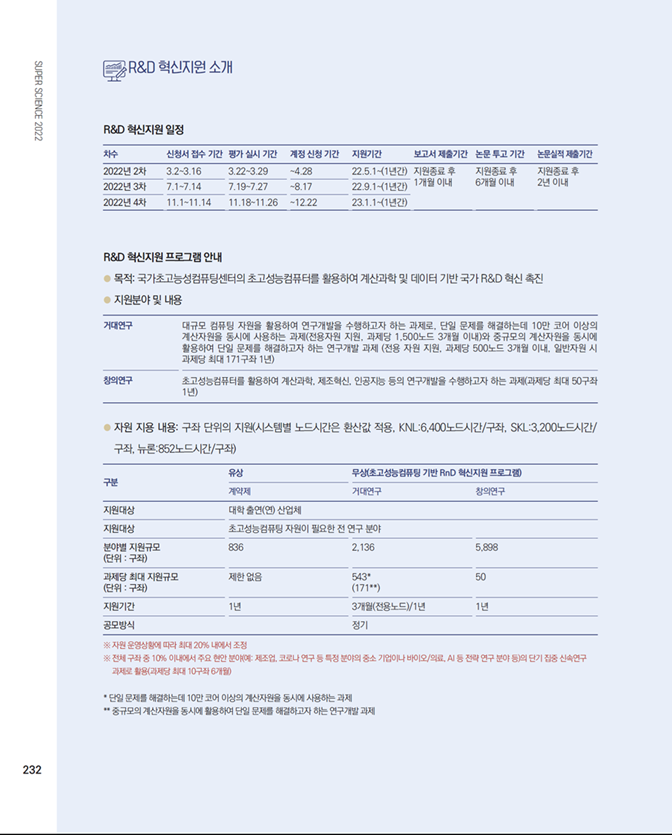 SUPER SCIENCE 2022
R&D 혁신지원 소개
R&D 혁신지원 일정
차수 신청서 접수 기간 평가 실시 기간 계정 신청 기간 지원기간 보고서 제출기간 논문 투고 기간 논문실적 제출기간
2022년 2차 3.2~3.16 3.22~3.29 ~4.28 22.5.1~(1년간) 지원종료 후 지원종료 후 지원종료 후
2022년 3차 7.1~7.14 7.19~7.27 ~8.17 22.9.1~(1년간) 1개월 이내 6개월 이내 2년 이내
2022년 4차 11.1~11.14 11.18~11.26 ~12.22 23.1.1~(1년간)
R&D 혁신지원 프로그램 안내
● 목적: 국가초고능성컴퓨팅센터의 초고성능컴퓨터를 활용하여 계산과학 및 데이터 기반 국가 R&D 혁신 촉진
● 지원분야 및 내용
거대연구 대규모 컴퓨팅 자원을 활용하여 연구개발을 수행하고자 하는 과제로, 단일 문제를 해결하는데 10만 코어 이상의
계산자원을 동시에 사용하는 과제(전용자원 지원, 과제당 1,500노드 3개월 이내)와 중규모의 계산자원을 동시에
활용하여 단일 문제를 해결하고자 하는 연구개발 과제 (전용 자원 지원, 과제당 500노드 3개월 이내, 일반자원 시
과제당 최대 171구좌 1년)
창의연구 초고성능컴퓨터를 활용하여 계산과학, 제조혁신, 인공지능 등의 연구개발을 수행하고자 하는 과제(과제당 최대 50구좌
1년)
● 자원 지용 내용: 구좌 단위의 지원(시스템별 노드시간은 환산값 적용, KNL:6,400노드시간/구좌, SKL:3,200노드시간/
구좌, 뉴론:852노드시간/구좌)
구분 유상 무상(초고성능컴퓨팅 기반 RnD 혁신지원 프로그램)
계약제 거대연구 창의연구
지원대상 대학 출연(연) 산업체
지원대상 초고성능컴퓨팅 자원이 필요한 전 연구 분야
분야별 지원규모 836 2,136 5,898
(단위 : 구좌)
과제당 최대 지원규모 제한 없음 543* 50
(단위 : 구좌) (171**)
지원기간 1년 3개월(전용노드)/1년 1년
공모방식 정기
※ 자원 운영상황에 따라 최대 20% 내에서 조정
※ 전체 구좌 중 10% 이내에서 주요 현안 분야(예: 제조업, 코로나 연구 등 특정 분야의 중소 기업이나 바이오/의료, AI 등 전략 연구 분야 등)의 단기 집중 신속연구
과제로 활용(과제당 최대 10구좌 6개월)
* 단일 문제를 해결하는데 10만 코어 이상의 계산자원을 동시에 사용하는 과제
** 중규모의 계산자원을 동시에 활용하여 단일 문제를 해결하고자 하는 연구개발 과제
232